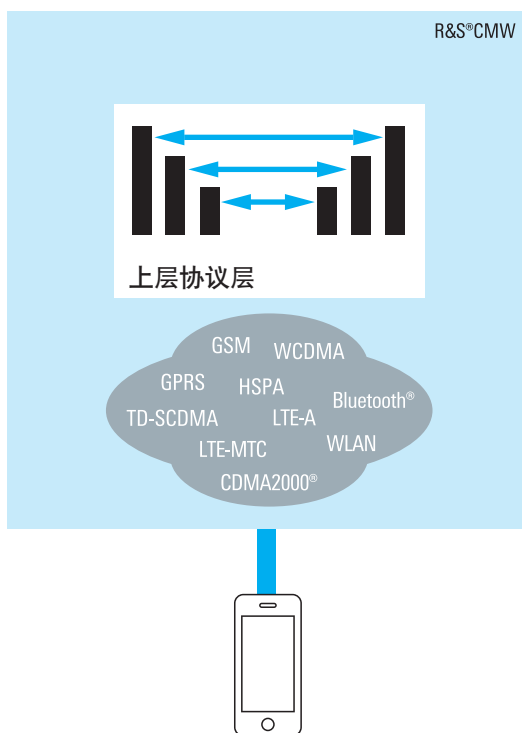 R&S®CMW
上层协议层
GSM WCDMA
GPRS HSPA
Bluetooth®
TD-SCDMA LTE-A
LTE-MTC WLAN
CDMA2000®